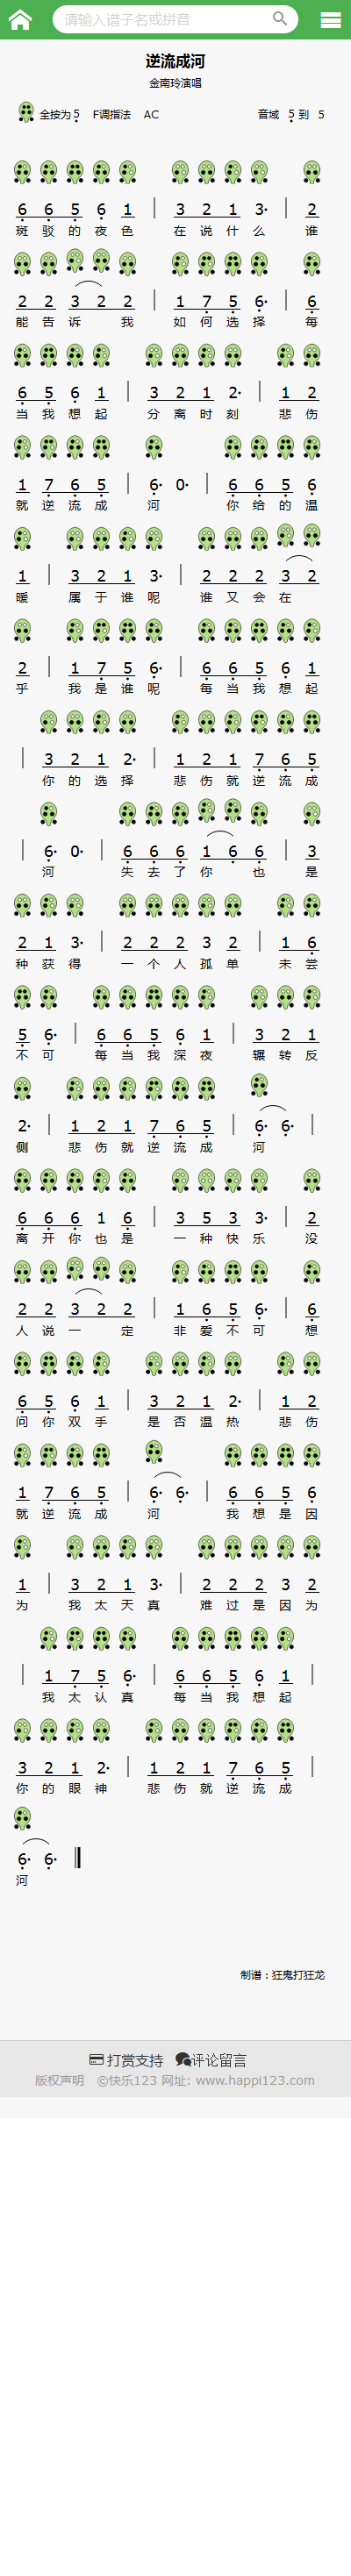 请输入谱子名或拼音
逆流成河
金南玲演唱
全按为5 F调指法 AC 音域 5 到 5
6 6 5 6 1 | 3 2 1 3· | 2
斑驳的夜色 在说什么 谁
2 2 3 2 2 | 1 7 5 6· | 6
能告诉 我 如何选择 每
6 5 6 1 | 3 2 1 2· | 1 2
当我想起 分离时刻 悲伤
1 7 6 5 | 6· 0· | 6 6 5 6
就逆流成 河 你给的温
1 | 3 2 1 3· | 2 2 2 3 2
暖 属于谁呢 谁又会在
2 | 1 7 5 6· | 6 6 5 6 1
乎 我是谁呢 每当我想起
| 3 2 1 2· | 1 2 1 7 6 5
你的选择 悲伤就逆流成
| 6· 0· | 6 6 6 1 6 6 | 3
河 失去了你 也 是
2 1 3· | 2 2 2 3 2 | 1 6
种获得 一个人孤单 未尝
5 6· | 6 6 5 6 1 | 3 2 1
不可 每当我深夜 辗转反
2· | 1 2 1 7 6 5 | 6· 6· |
侧 悲伤就逆流成 河
6 6 6 1 6 | 3 5 3 3· | 2
离开你也是 一种快乐 没
2 2 3 2 2 | 1 6 5 6· | 6
人说一 定 非爱不可 想
6 5 6 1 | 3 2 1 2· | 1 2
问你双手 是否温热 悲伤
1 7 6 5 | 6· 6· | 6 6 5 6
就逆流成 河 我想是因
1 | 3 2 1 3· | 2 2 2 3 2
为 我太天真 难过是因为
| 1 7 5 6· | 6 6 5 6 1 |
我太认真 每当我想起
3 2 1 2· | 1 2 1 7 6 5 |
你的眼神 悲伤就逆流成
6· 6·
河
制谱：狂鬼打狂龙
打赏支持 评论留言
版权声明 ©快乐123 网址: www.happi123.com